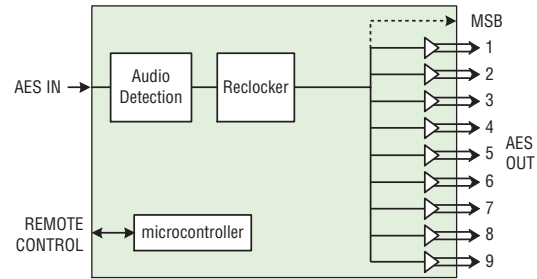 MSB
1
2
3
4
5
6
7
8
9
AES IN
Audio
Detection
Reclocker
AES
OUT
REMOTE
CONTROL
microcontroller